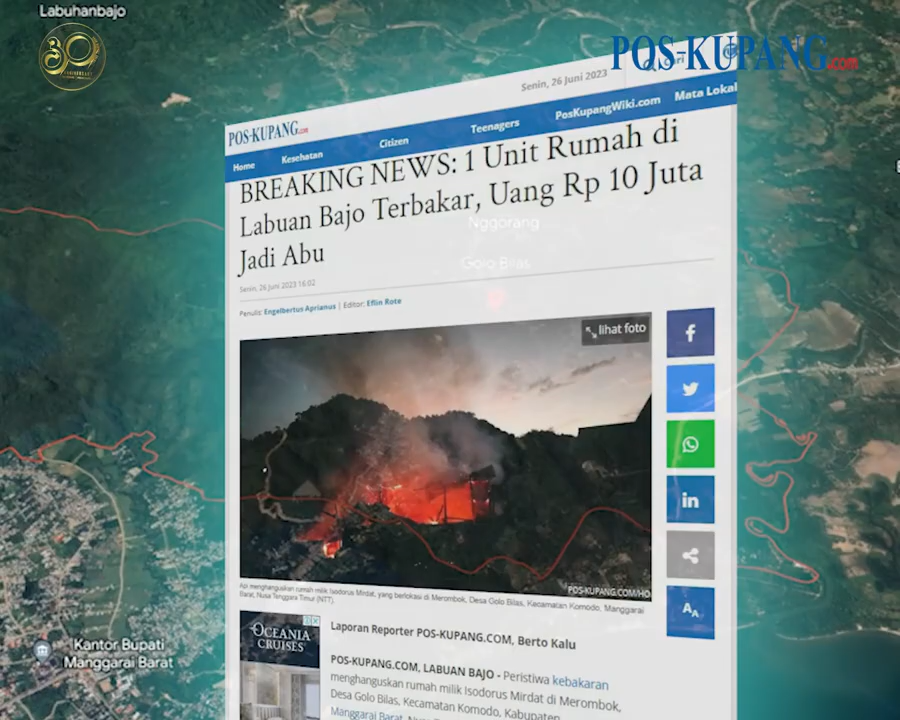 Labuhanbajo
30
POS-KUPANG.com
Senin, 26 Juni 2023
Cari
POS-KUPANG.com
Home Kesehatan Citizen Teenagers PosKupangWiki.com Mata Lokal
BREAKING NEWS: 1 Unit Rumah di
Labuan Bajo Terbakar, Uang Rp 10 Juta
Jadi Abu
Nggorang
Golo Bilas
Senin, 26 Juni 2023 16:02
Penulis: Engelbertus Aprianus | Editor: Eflin Rote
lihat foto
POS-KUPANG.COM/HO
Api menghanguskan rumah milik Isodorus Mirdat, yang berlokasi di Merombok, Desa Golo Bilas, Kecamatan Komodo, Manggarai
Barat, Nusa Tenggara Timur (NTT).
OCEANIA
CRUISES
Laporan Reporter POS-KUPANG.COM, Berto Kalu
POS-KUPANG.COM, LABUAN BAJO - Peristiwa kebakaran
menghanguskan rumah milik Isodorus Mirdat di Merombok,
Desa Golo Bilas, Kecamatan Komodo, Kabupaten
Manggarai Barat,
in
AA
Kantor Bupati
Manggarai Barat